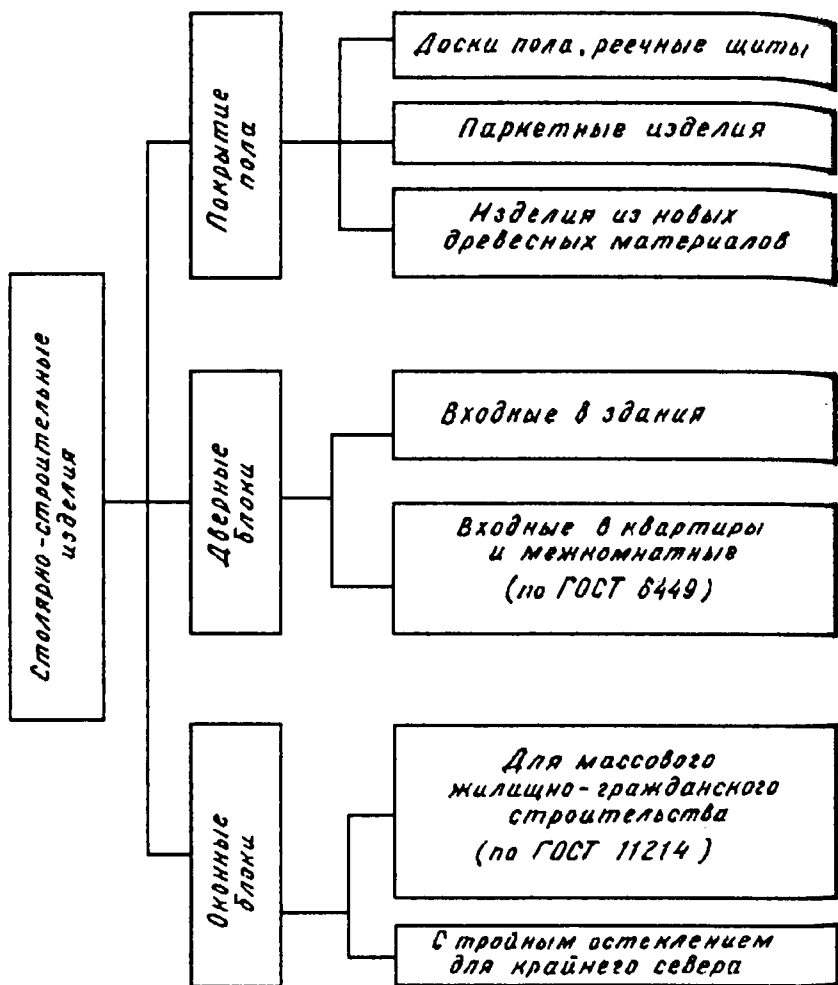 Столярно-строительные
изделия
Покрытие
пола
Доски пола, реечные щиты
Паркетные изделия
Изделия из новых
древесных материалов
Дверные
блоки
Входные в здания
Входные в квартиры
и межкомнатные
(по ГОСТ 6449)
Оконные
блоки
Для массового
жилищно-гражданского
строительства
(по ГОСТ 11214)
С тройным остеклением
для крайнего севера